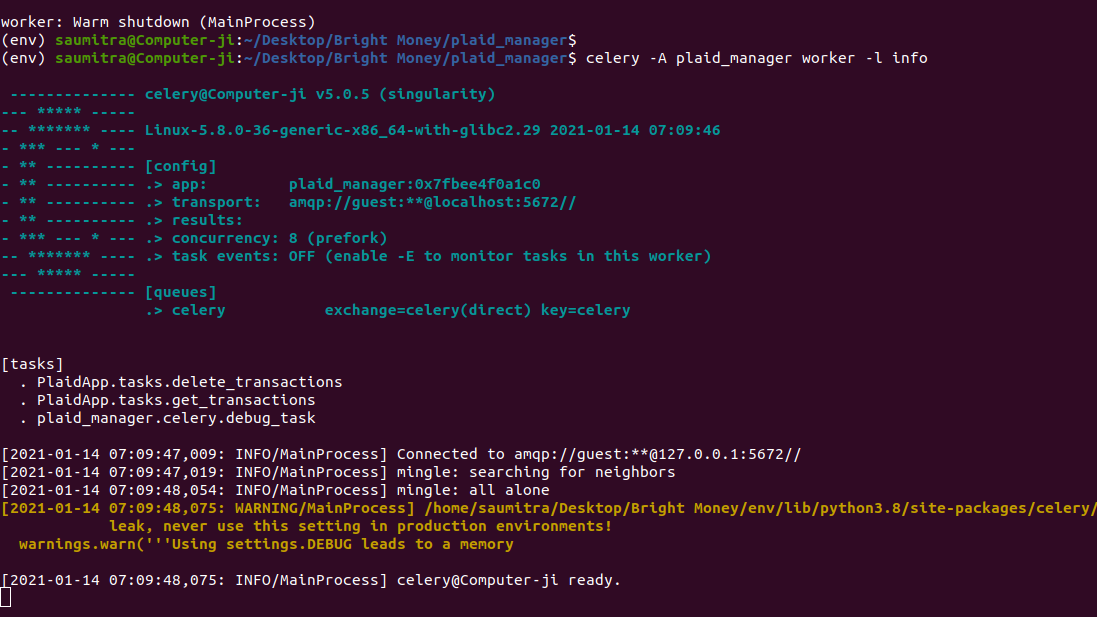 worker: Warm shutdown (MainProcess)
(env) saumitra@Computer-ji:~/Desktop/Bright Money/plaid_manager$
(env) saumitra@Computer-ji:~/Desktop/Bright Money/plaid_manager$ celery -A plaid_manager worker -l info
 -------------- celery@Computer-ji v5.0.5 (singularity)
--- ***** -----
-- ******* ---- Linux-5.8.0-36-generic-x86_64-with-glibc2.29 2021-01-14 07:09:46
- *** --- * ---
- ** ---------- [config]
- ** ---------- .> app:         plaid_manager:0x7fbee4f0a1c0
- ** ---------- .> transport:   amqp://guest:**@localhost:5672//
- ** ---------- .> results:
- *** --- * --- .> concurrency: 8 (prefork)
-- ******* ---- .> task events: OFF (enable -E to monitor tasks in this worker)
--- ***** -----
 -------------- [queues]
                .> celery           exchange=celery(direct) key=celery
[tasks]
  . PlaidApp.tasks.delete_transactions
  . PlaidApp.tasks.get_transactions
  . plaid_manager.celery.debug_task
[2021-01-14 07:09:47,009: INFO/MainProcess] Connected to amqp://guest:**@127.0.0.1:5672//
[2021-01-14 07:09:47,019: INFO/MainProcess] mingle: searching for neighbors
[2021-01-14 07:09:48,054: INFO/MainProcess] mingle: all alone
[2021-01-14 07:09:48,075: WARNING/MainProcess] /home/saumitra/Desktop/Bright Money/env/lib/python3.8/site-packages/celery/
            leak, never use this setting in production environments!
  warnings.warn('''Using settings.DEBUG leads to a memory
[2021-01-14 07:09:48,075: INFO/MainProcess] celery@Computer-ji ready.